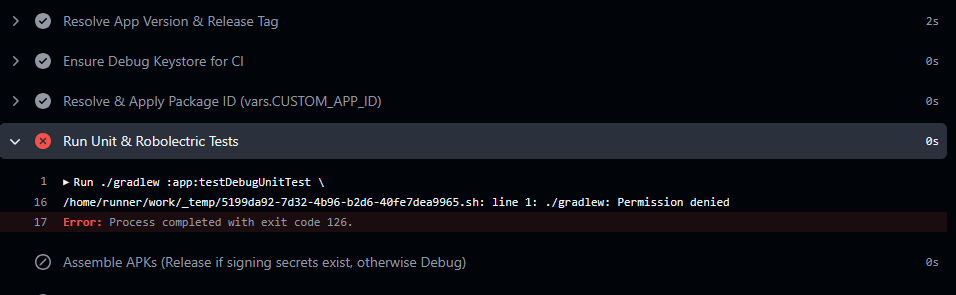 Resolve App Version & Release Tag 2s
Ensure Debug Keystore for CI 0s
Resolve & Apply Package ID (vars.CUSTOM_APP_ID) 0s
Run Unit & Robolectric Tests 0s
1 ▶ Run ./gradlew :app:testDebugUnitTest \
16 /home/runner/work/_temp/5199da92-7d32-4b96-b2d6-40fe7dea9965.sh: line 1: ./gradlew: Permission denied
17 Error: Process completed with exit code 126.
Assemble APKs (Release if signing secrets exist, otherwise Debug) 0s